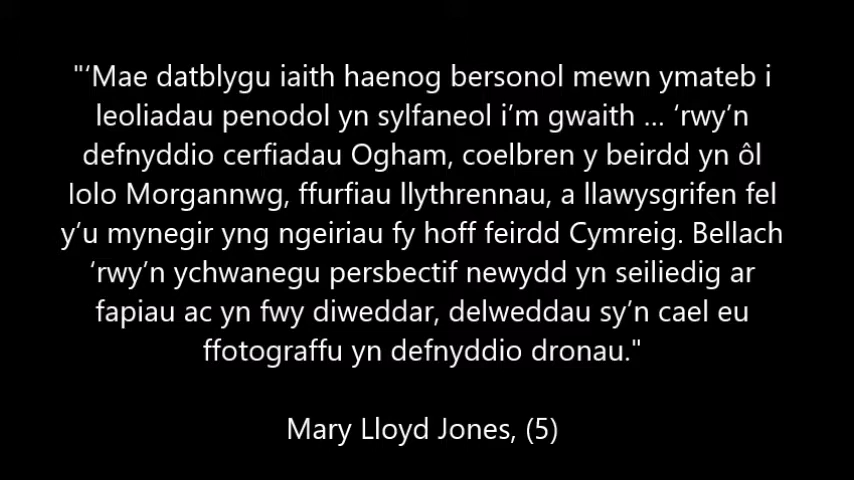 "‘Mae datblygu iaith haenog bersonol mewn ymateb i
leoliadau penodol yn sylfaneol i’m gwaith ... ‘rwy’n
defnyddio cerfiadau Ogham, coelbren y beirdd yn ôl
Iolo Morgannwg, ffurfiau llythrennau, a llawysgrifen fel
y‘u mynegir yng ngeiriau fy hoff feirdd Cymreig. Bellach
‘rwy’n ychwanegu persbectif newydd yn seiliedig ar
fapiau ac yn fwy diweddar, delweddau sy’n cael eu
ffotograffu yn defnyddio dronau."
Mary Lloyd Jones, (5)